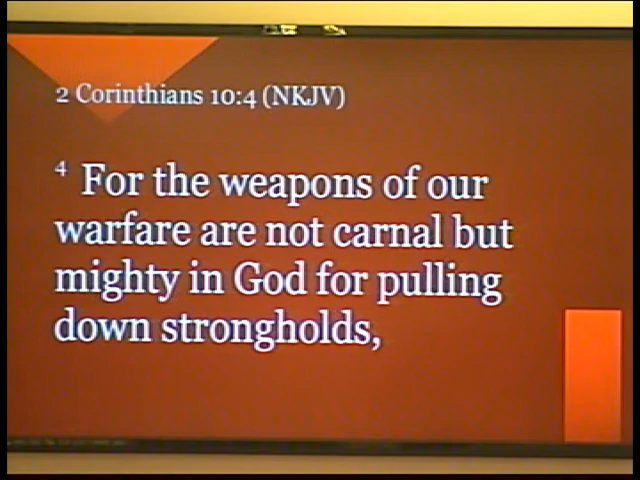 2 Corinthians 10:4 (NKJV)
4 For the weapons of our
warfare are not carnal but
mighty in God for pulling
down strongholds,